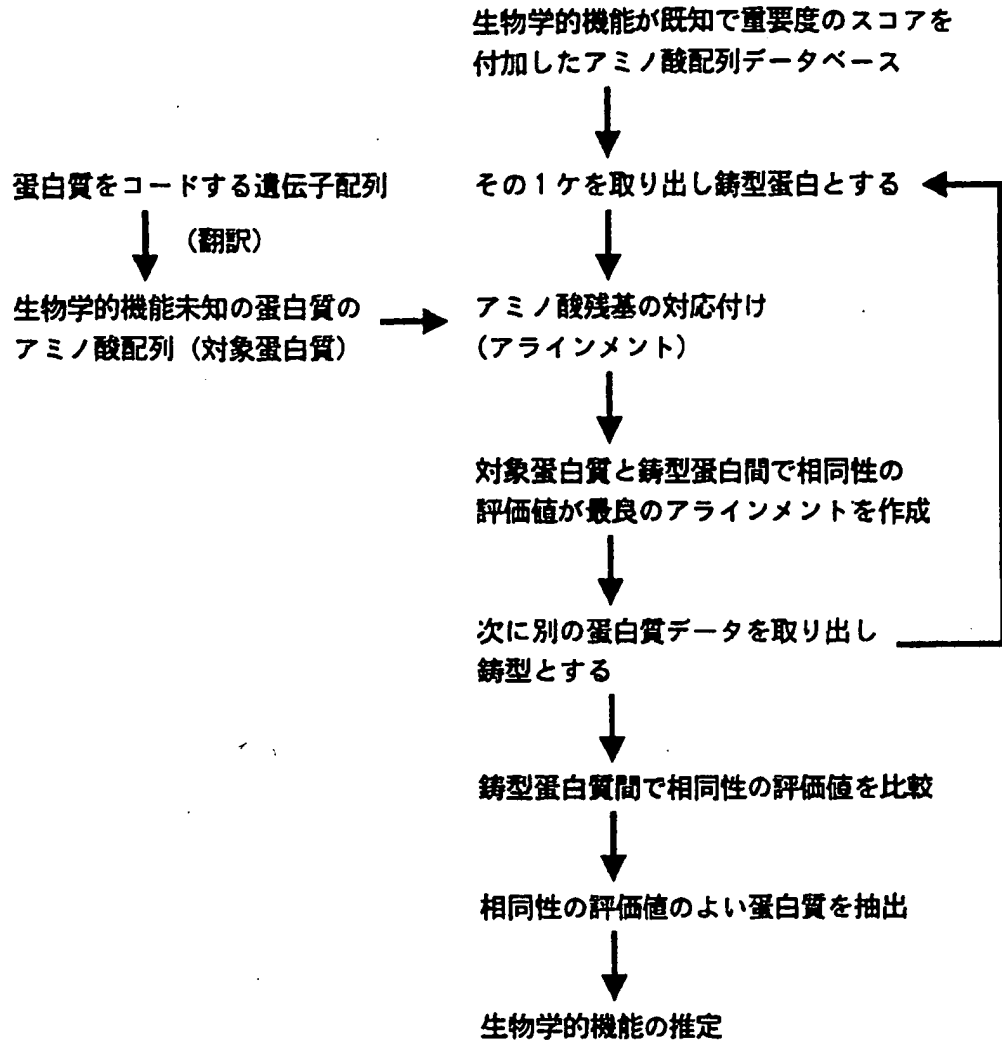 生物学的機能が既知で重要度のスコアを
付加したアミノ酸配列データベース
蛋白質をコードする遺伝子配列
その1ケを取り出し鋳型蛋白とする
（翻訳）
生物学的機能未知の蛋白質の
アミノ酸配列（対象蛋白質）
アミノ酸残基の対応付け
（アラインメント）
対象蛋白質と鋳型蛋白間で相同性の
評価値が最良のアラインメントを作成
次に別の蛋白質データを取り出し
鋳型とする
鋳型蛋白質間で相同性の評価値を比較
相同性の評価値のよい蛋白質を抽出
生物学的機能の推定